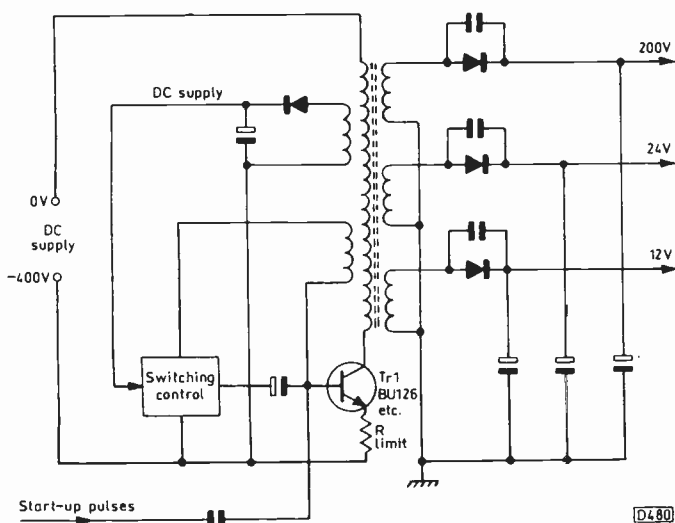 200V
DC supply
24V
0V
DC
supply
-400V
12V
Switching
control
Tr1
BU126
etc.
R
limit
Start-up pulses
D480